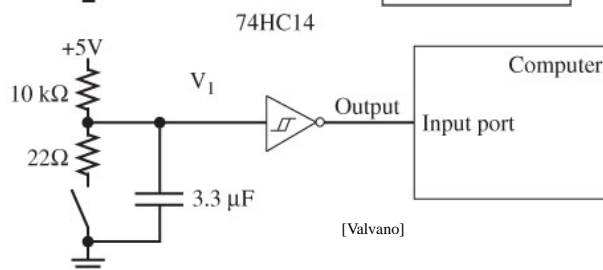 74HC14
+5V
10 kΩ
V1
22Ω
3.3 µF
Output
Computer
Input port
[Valvano]